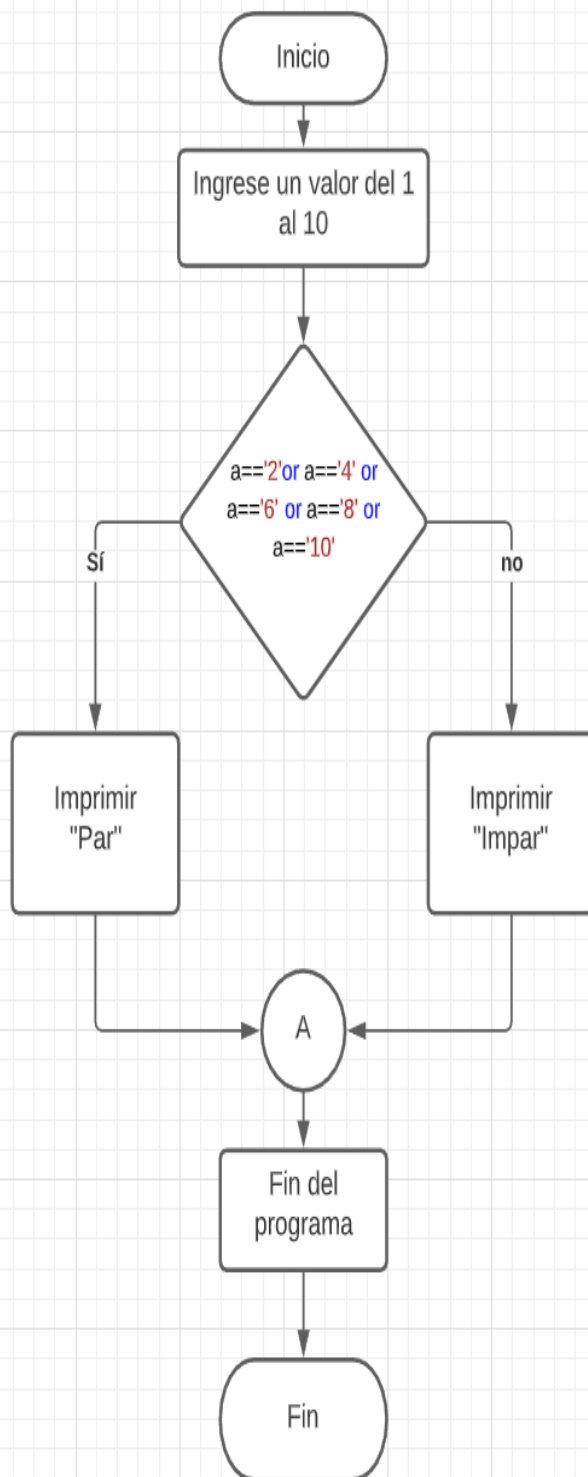 Inicio
Ingrese un valor del 1
al 10
a=='2'or a=='4' or
a=='6' or a=='8' or
a=='10'
Sí
no
Imprimir
"Par"
Imprimir
"Impar"
A
Fin del
programa
Fin